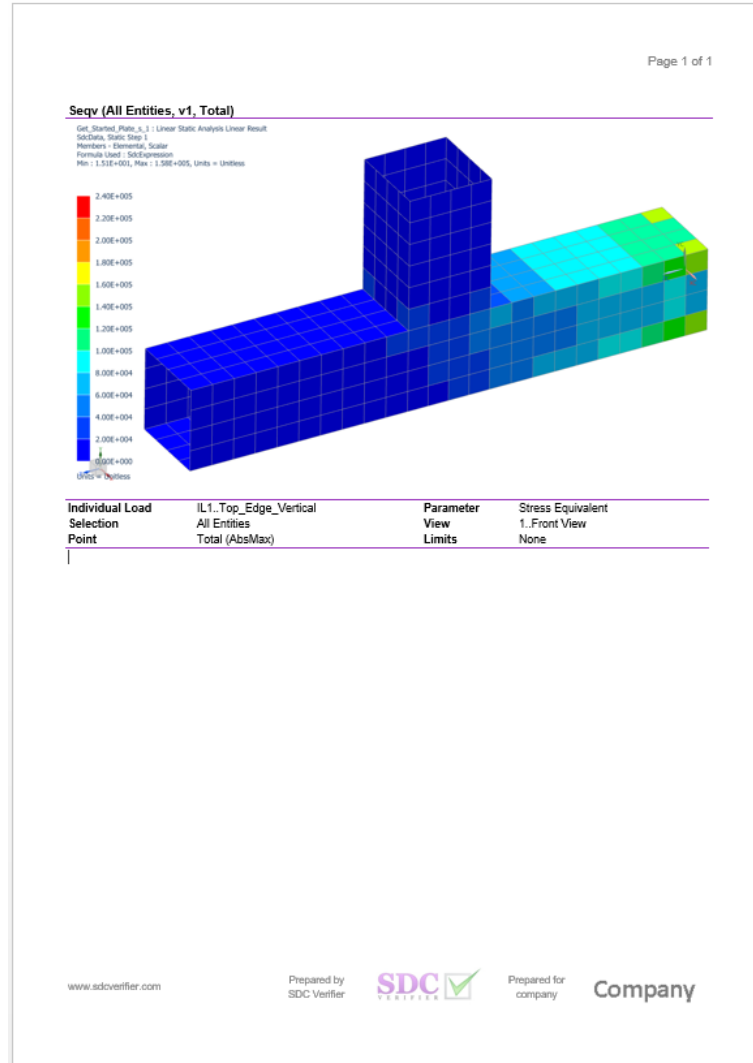 Page 1 of 1
Seqv (All Entities, v1, Total)
Get_Started_Plate_s_1 : Linear Static Analysis Linear Result
SdcData, Static Step 1
Members - Elemental, Scalar
Formula Used : SdcExpression
Min : 1.51E+001, Max : 1.58E+005, Units = Unitless
2.40E+005
2.20E+005
2.00E+005
1.80E+005
1.60E+005
1.40E+005
1.20E+005
1.00E+005
8.00E+004
6.00E+004
4.00E+004
2.00E+004
0.00E+000
Units = Unitless
Individual Load IL1..Top_Edge_Vertical Parameter Stress Equivalent
Selection All Entities View 1..Front View
Point Total (AbsMax) Limits None
www.sdcverifier.com
Prepared by
SDC Verifier
SDC
VERIFIER
Prepared for
company
Company